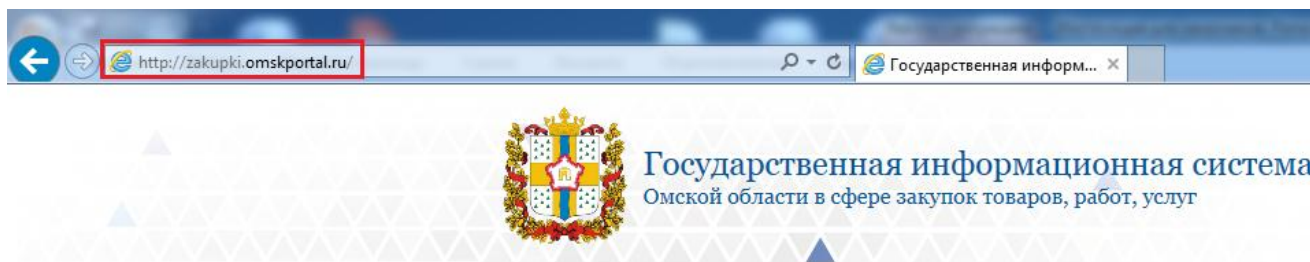 http://zakupki.omskportal.ru/
Государственная информ...
Государственная информационная система
Омской области в сфере закупок товаров, работ, услуг